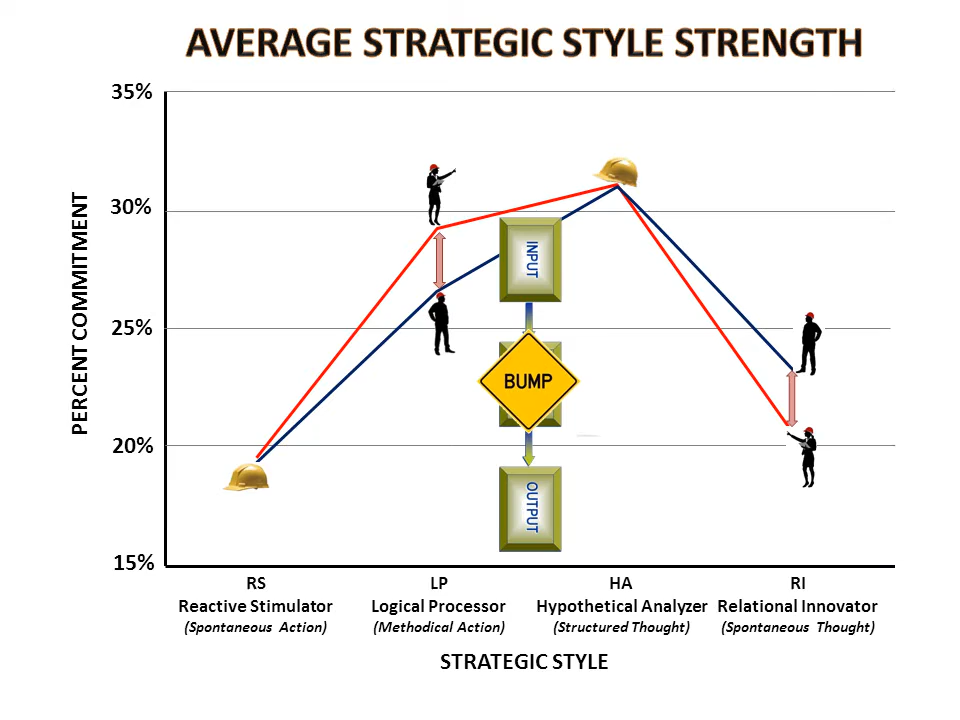 AVERAGE STRATEGIC STYLE STRENGTH
35%
30%
25%
20%
15%
PERCENT COMMITMENT
INPUT
BUMP
OUTPUT
RS
Reactive Stimulator
(Spontaneous Action)
LP
Logical Processor
(Methodical Action)
HA
Hypothetical Analyzer
(Structured Thought)
RI
Relational Innovator
(Spontaneous Thought)
STRATEGIC STYLE